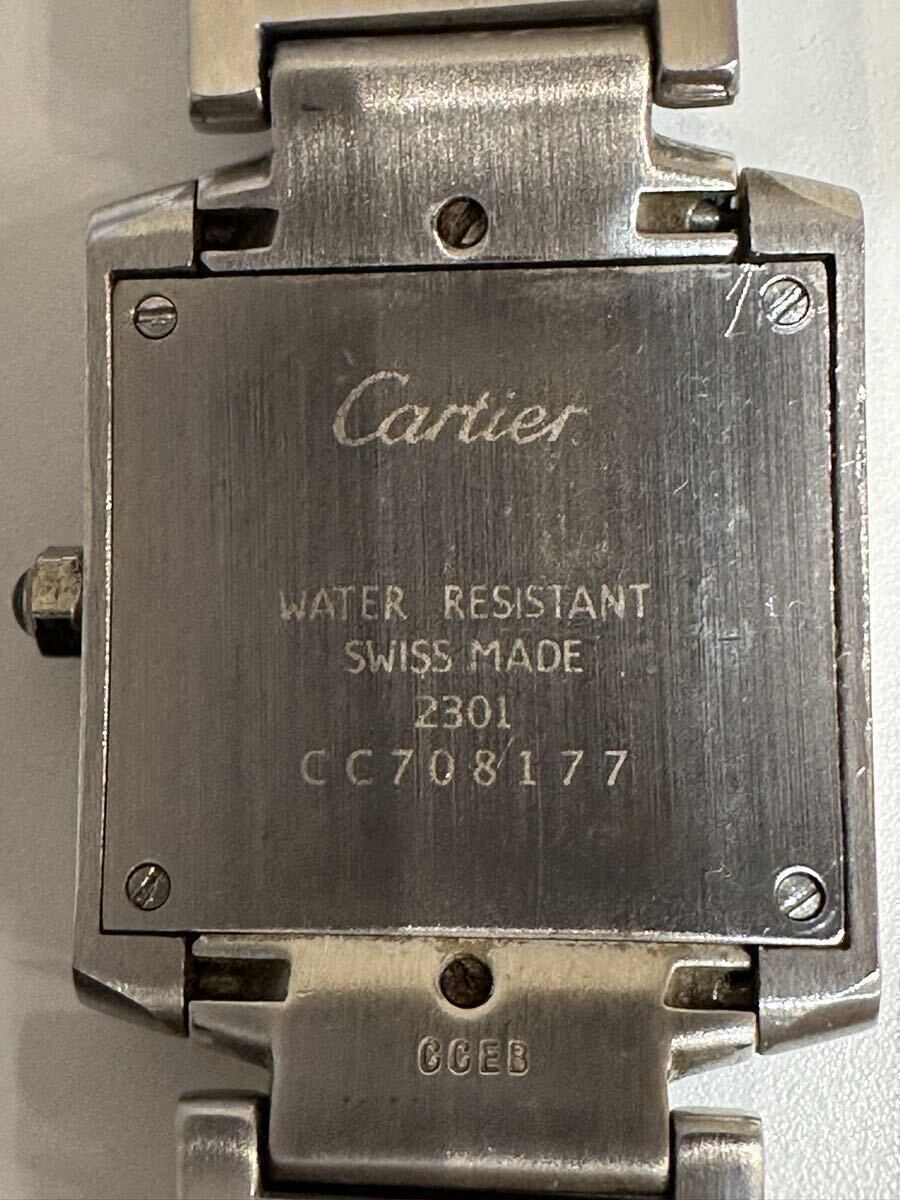 Cartier
WATER RESISTANT
SWISS MADE
2301
CC708177
CCEB